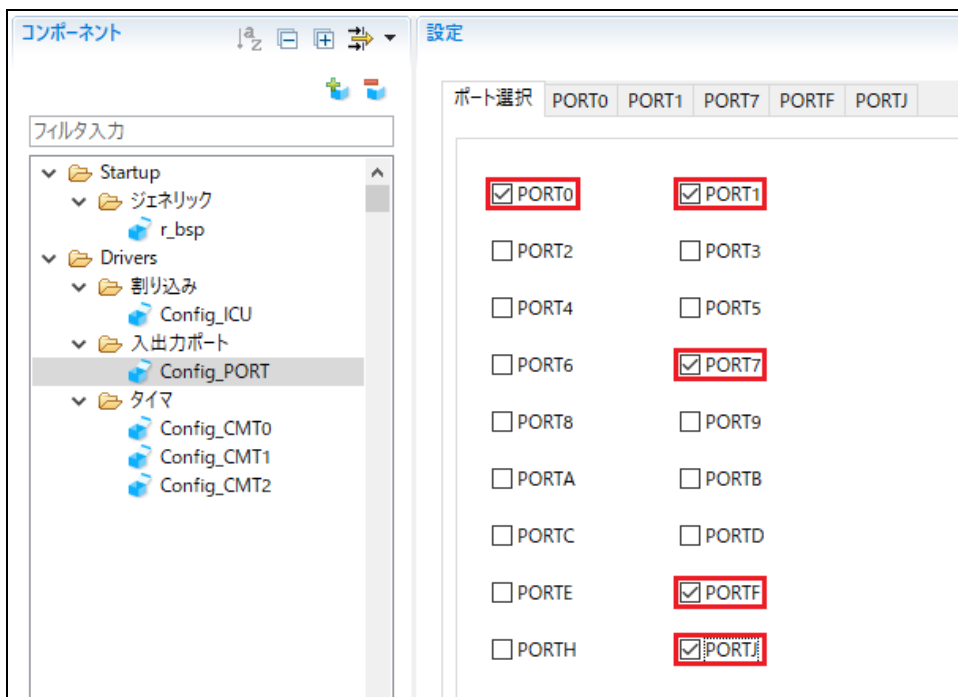 コンポーネント
フィルタ入力
Startup
ジェネリック
r_bsp
Drivers
割り込み
Config_ICU
入出力ポート
Config_PORT
タイマ
Config_CMT0
Config_CMT1
Config_CMT2
設定
ポート選択 PORT0 PORT1 PORT7 PORTF PORTJ
PORT0 PORT1
PORT2 PORT3
PORT4 PORT5
PORT6 PORT7
PORT8 PORT9
PORTA PORTB
PORTC PORTD
PORTE PORTF
PORTH PORTJ